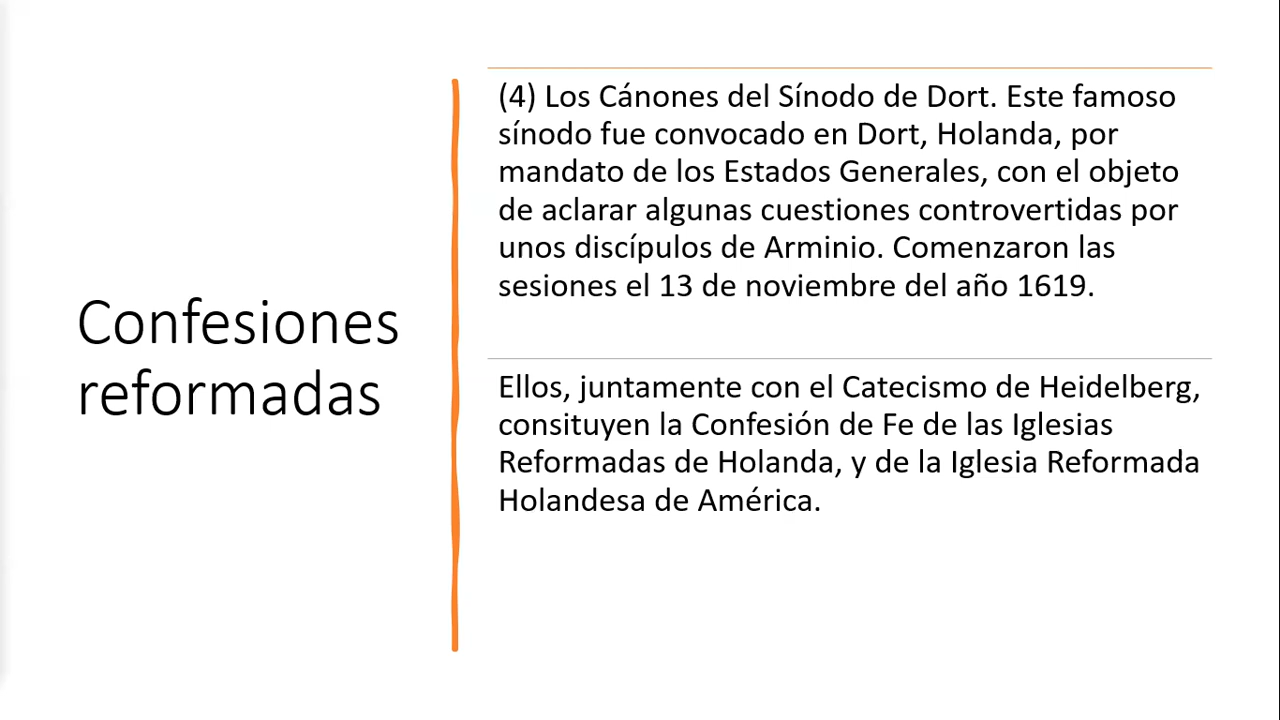 Confesiones
reformadas
(4) Los Cánones del Sínodo de Dort. Este famoso
sínodo fue convocado en Dort, Holanda, por
mandato de los Estados Generales, con el objeto
de aclarar algunas cuestiones controvertidas por
unos discípulos de Arminio. Comenzaron las
sesiones el 13 de noviembre del año 1619.
Ellos, juntamente con el Catecismo de Heidelberg,
consituyen la Confesión de Fe de las Iglesias
Reformadas de Holanda, y de la Iglesia Reformada
Holandesa de América.